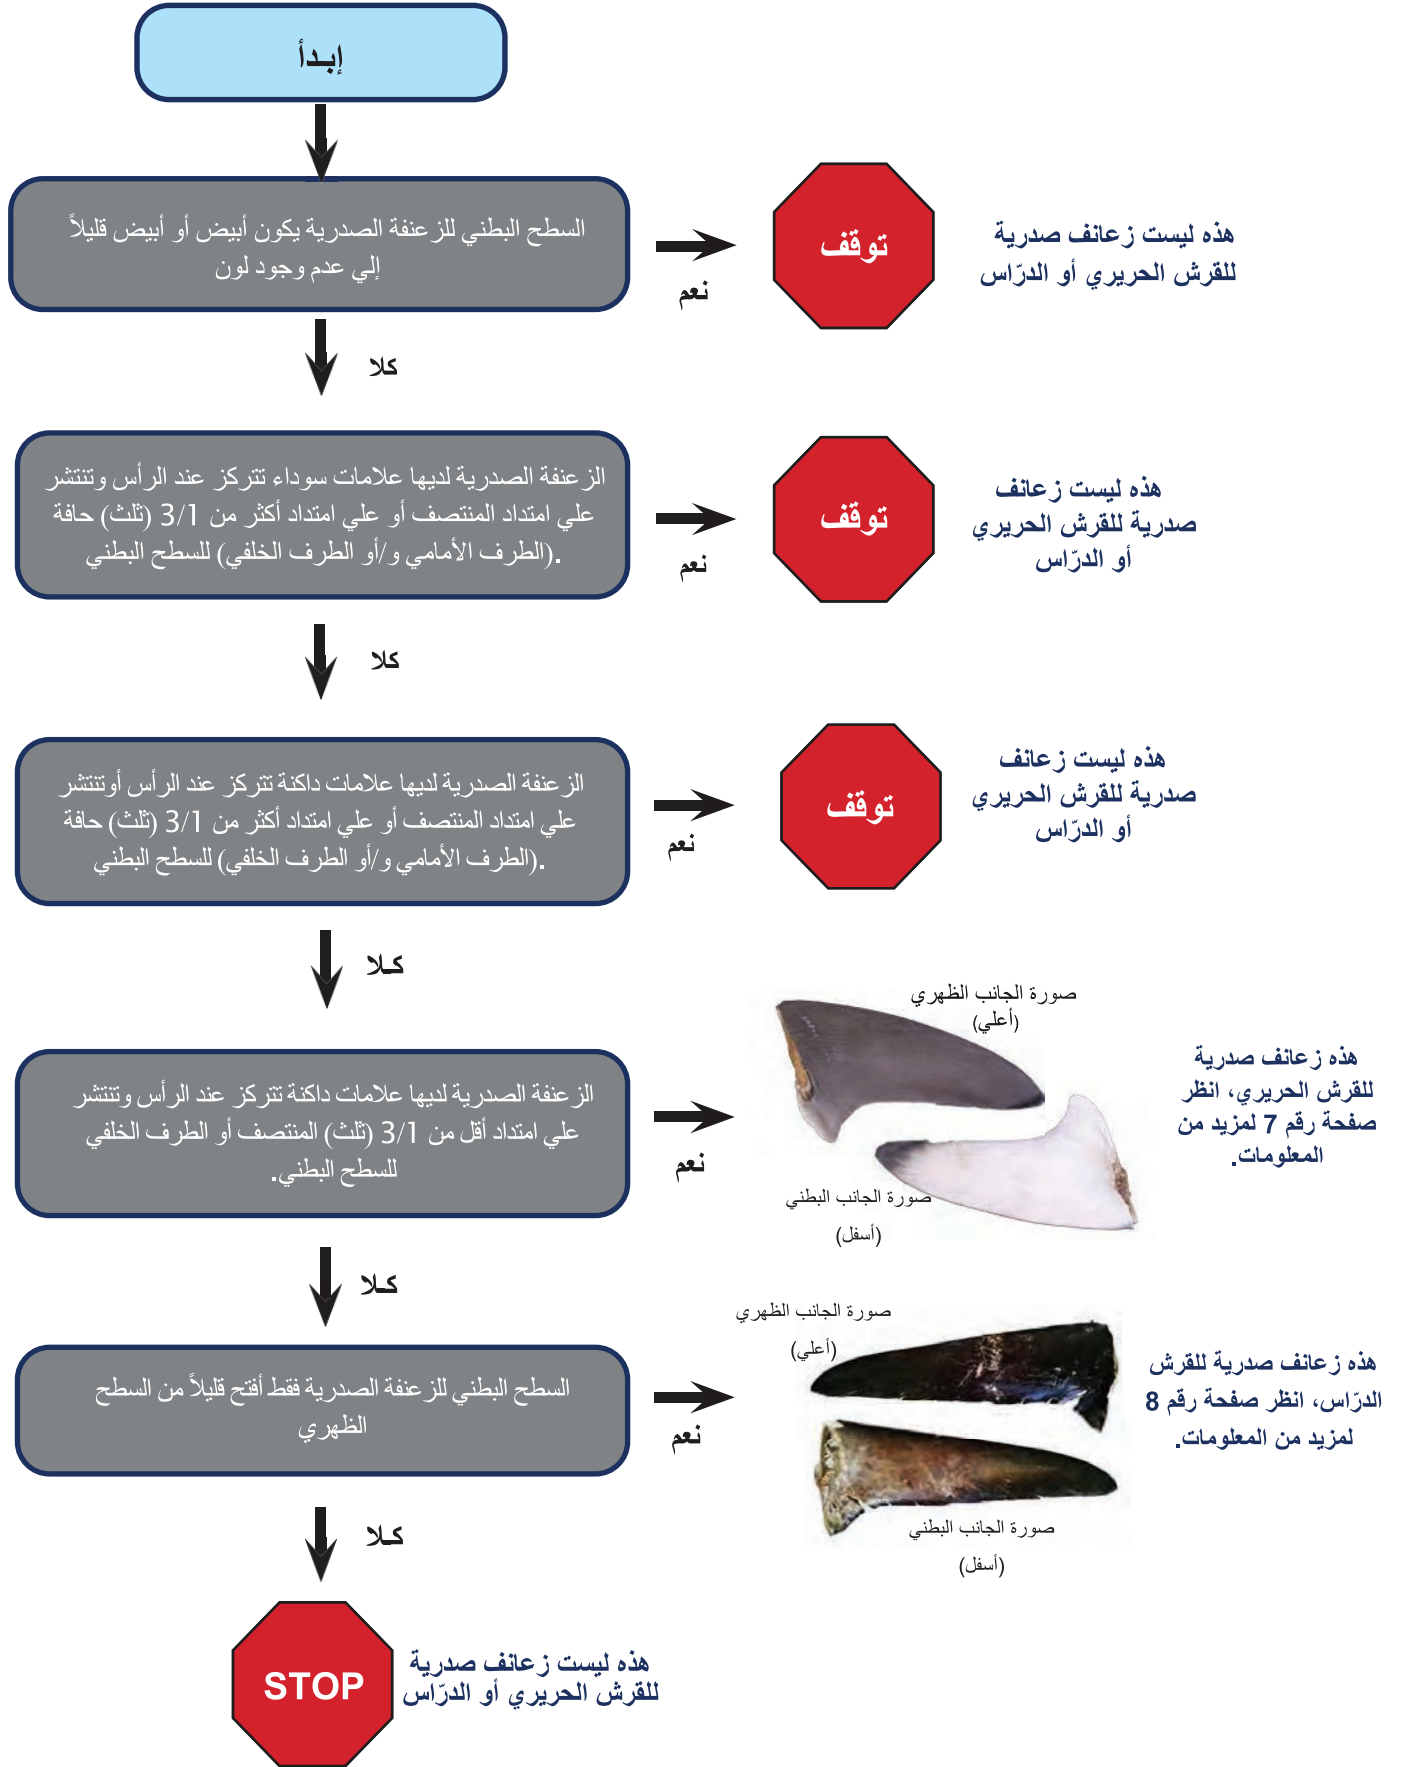 إبـدأ
السطح البطني للزعنفة الصدرية يكون أبيض أو أبيض قليلاً
إلي عدم وجود لون
نعم
توقف
هذه ليست زعانف صدرية
للقرش الحريري أو الدرّاس
كلا
الزعنفة الصدرية لديها علامات سوداء تتركز عند الرأس وتنتشر
علي امتداد المنتصف أو علي امتداد أكثر من 3/1 (ثلث) حافة
(الطرف الأمامي و/أو الطرف الخلفي) للسطح البطني.
نعم
توقف
هذه ليست زعانف
صدرية للقرش الحريري
أو الدرّاس
كلا
الزعنفة الصدرية لديها علامات داكنة تتركز عند الرأس أوتنتشر
علي امتداد المنتصف أو علي امتداد أكثر من 3/1 (ثلث) حافة
(الطرف الأمامي و/أو الطرف الخلفي) للسطح البطني.
نعم
توقف
هذه ليست زعانف
صدرية للقرش الحريري
أو الدرّاس
كـلا
الزعنفة الصدرية لديها علامات داكنة تتركز عند الرأس وتنتشر
علي امتداد أقل من 3/1 (ثلث) المنتصف أو الطرف الخلفي
للسطح البطني.
نعم
صورة الجانب الظهري
(أعلي)
صورة الجانب البطني
(أسفل)
هذه زعانف صدرية
للقرش الحريري، انظر
صفحة رقم 7 لمزيد من
المعلومات.
كـلا
السطح البطني للزعنفة الصدرية فقط أفتح قليلاً من السطح
الظهري
نعم
صورة الجانب الظهري
(أعلي)
صورة الجانب البطني
(أسفل)
هذه زعانف صدرية للقرش
الدرّاس، انظر صفحة رقم 8
لمزيد من المعلومات.
كـلا
STOP
هذه ليست زعانف صدرية
للقرش الحريري أو الدرّاس